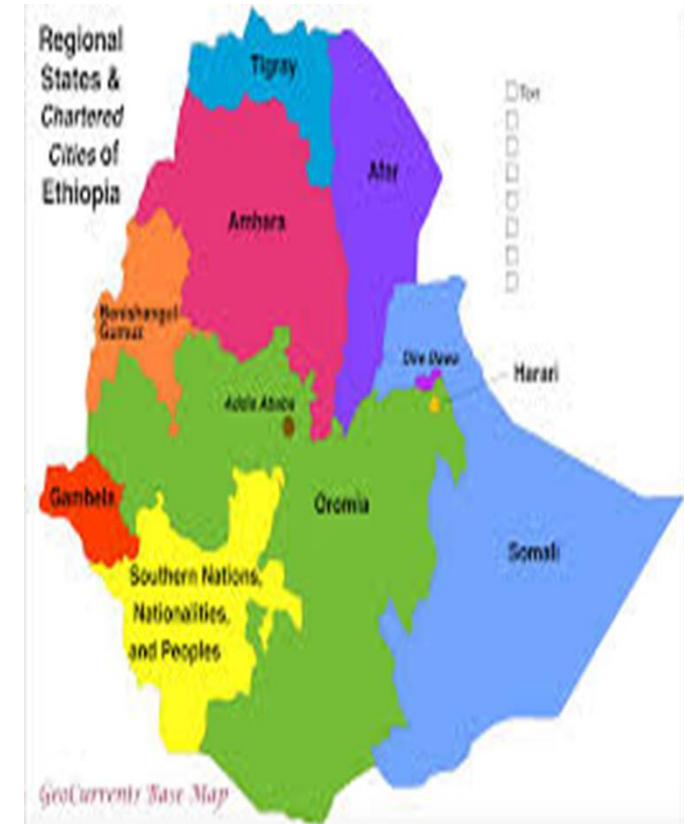 Regional
States &
Chartered
Cities of
Ethiopia
Tigray
Afar
Amhara
Benishangul
Gumuz
Dire Dawa
Harari
Addis Ababa
Gambela
Oromia
Somali
Southern Nations,
Nationalities,
and Peoples
GeoCurrents Base Map